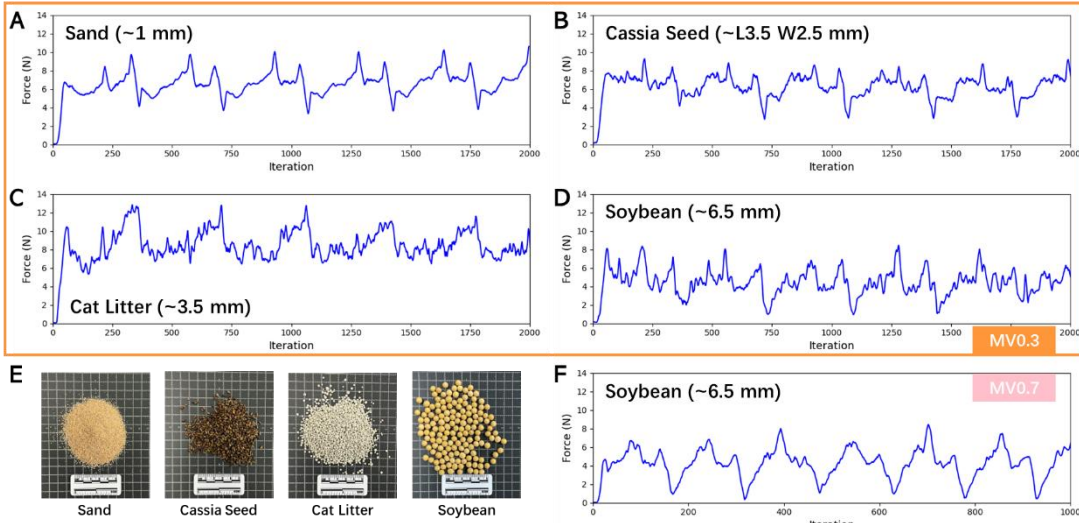 A
Sand (~1 mm)
Force (N)
14
12
10
8
6
4
2
0
0 250 500 750 1000 1250 1500 1750 2000
Iteration
B
Cassia Seed (~L3.5 W2.5 mm)
Force (N)
14
12
10
8
6
4
2
0
0 250 500 750 1000 1250 1500 1750 2000
Iteration
C
Cat Litter (~3.5 mm)
Force (N)
14
12
10
8
6
4
2
0
0 250 500 750 1000 1250 1500 1750 2000
Iteration
D
Soybean (~6.5 mm)
Force (N)
14
12
10
8
6
4
2
0
0 250 500 750 1000 1250 1500 1750 2000
Iteration
MV0.3
E
Sand Cassia Seed Cat Litter Soybean
F
Soybean (~6.5 mm)
MV0.7
Force (N)
14
12
10
8
6
4
2
0
0 200 400 600 800 1000
Iteration